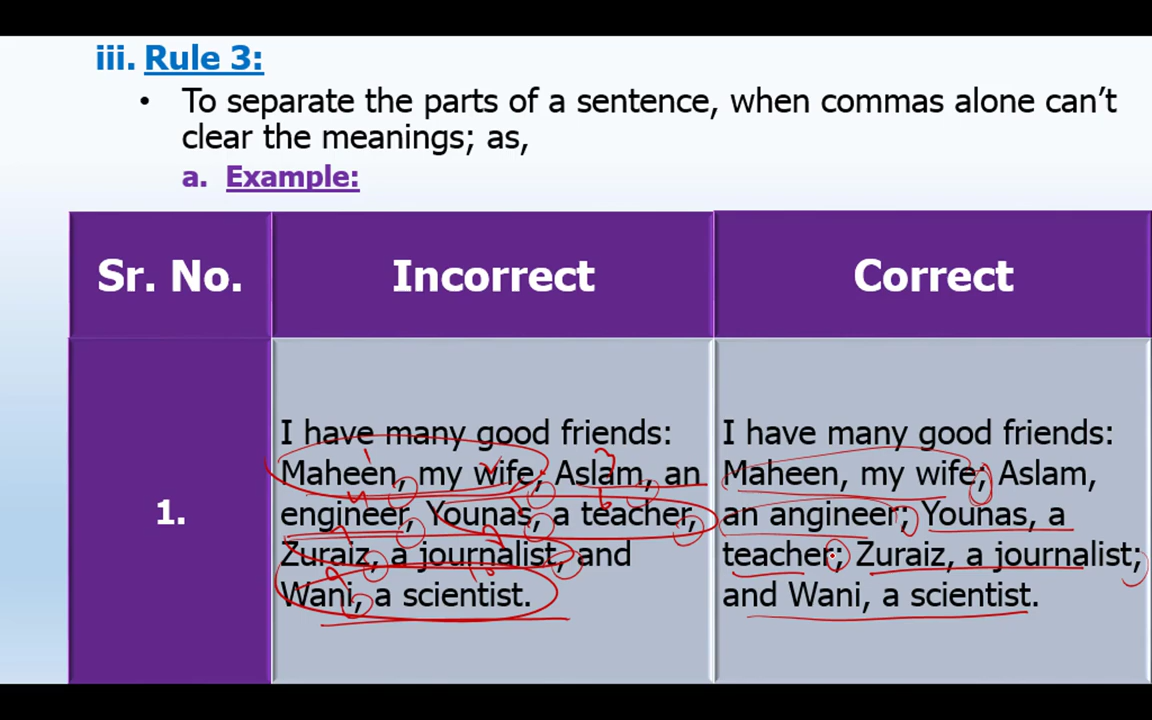 iii. Rule 3:
• To separate the parts of a sentence, when commas alone can’t
clear the meanings; as,
a. Example:
Sr. No. Incorrect Correct
1.
I have many good friends:
Maheen, my wife, Aslam, an
engineer, Younas, a teacher,
Zuraiz, a journalist, and
Wani, a scientist.
I have many good friends:
Maheen, my wife; Aslam,
an angineer; Younas, a
teacher; Zuraiz, a journalist;
and Wani, a scientist.